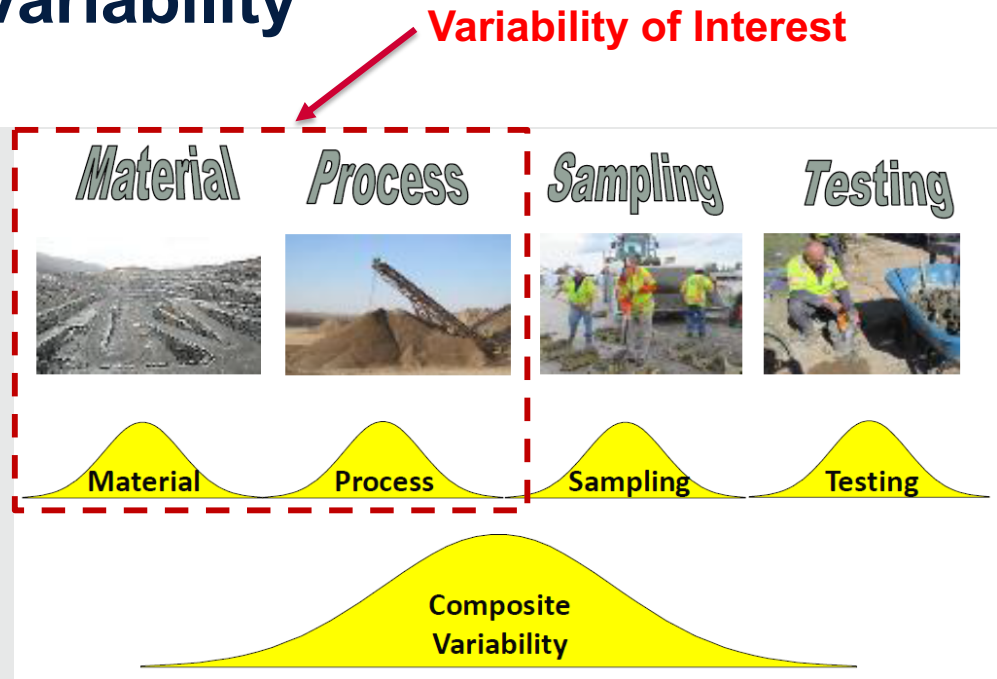 Variability
Variability of Interest
Material Process Sampling Testing
Material Process Sampling Testing
Composite
Variability